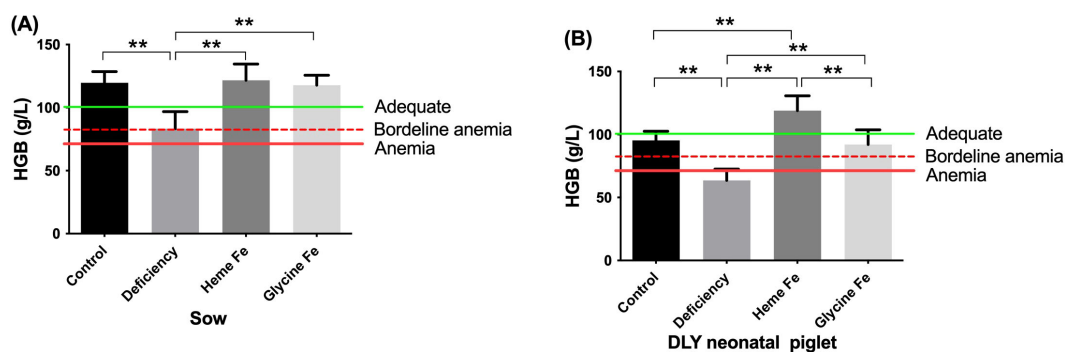 (A)
HGB (g/L)
150
100
50
0
**
**
**
Adequate
Bordeline anemia
Anemia
Control
Deficiency
Heme Fe
Glycine Fe
Sow
(B)
HGB (g/L)
150
100
50
0
**
**
**
**
**
Adequate
Bordeline anemia
Anemia
Control
Deficiency
Heme Fe
Glycine Fe
DLY neonatal piglet